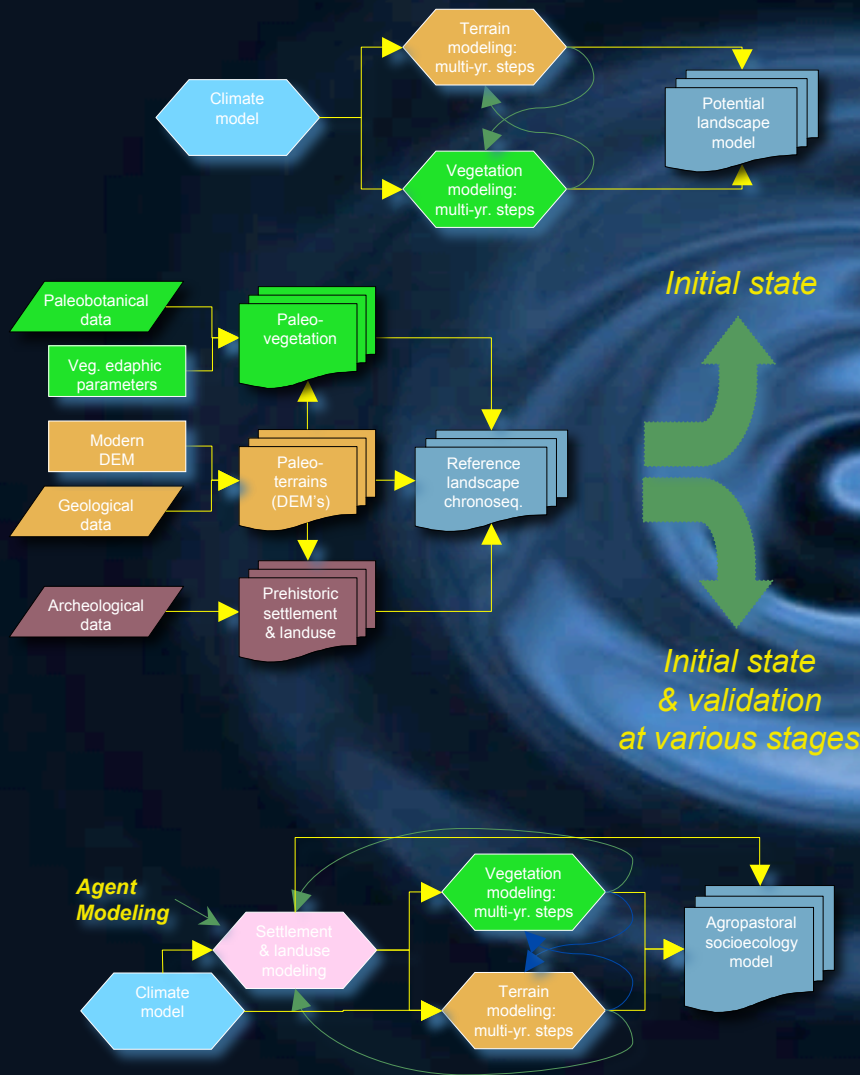 Terrain
modeling:
multi-yr. steps
Climate
model
Potential
landscape
model
Vegetation
modeling:
multi-yr. steps
Initial state
Paleobotanical
data
Paleo-
vegetation
Veg. edaphic
parameters
Modern
DEM
Paleo-
terrains
(DEM's)
Reference
landscape
chronoseq.
Geological
data
Archeological
data
Prehistoric
settlement
& landuse
Initial state
& validation
at various stages
Agent
Modeling
Vegetation
modeling:
multi-yr. steps
Settlement
& landuse
modeling
Agropastoral
socioecology
model
Climate
model
Terrain
modeling:
multi-yr. steps